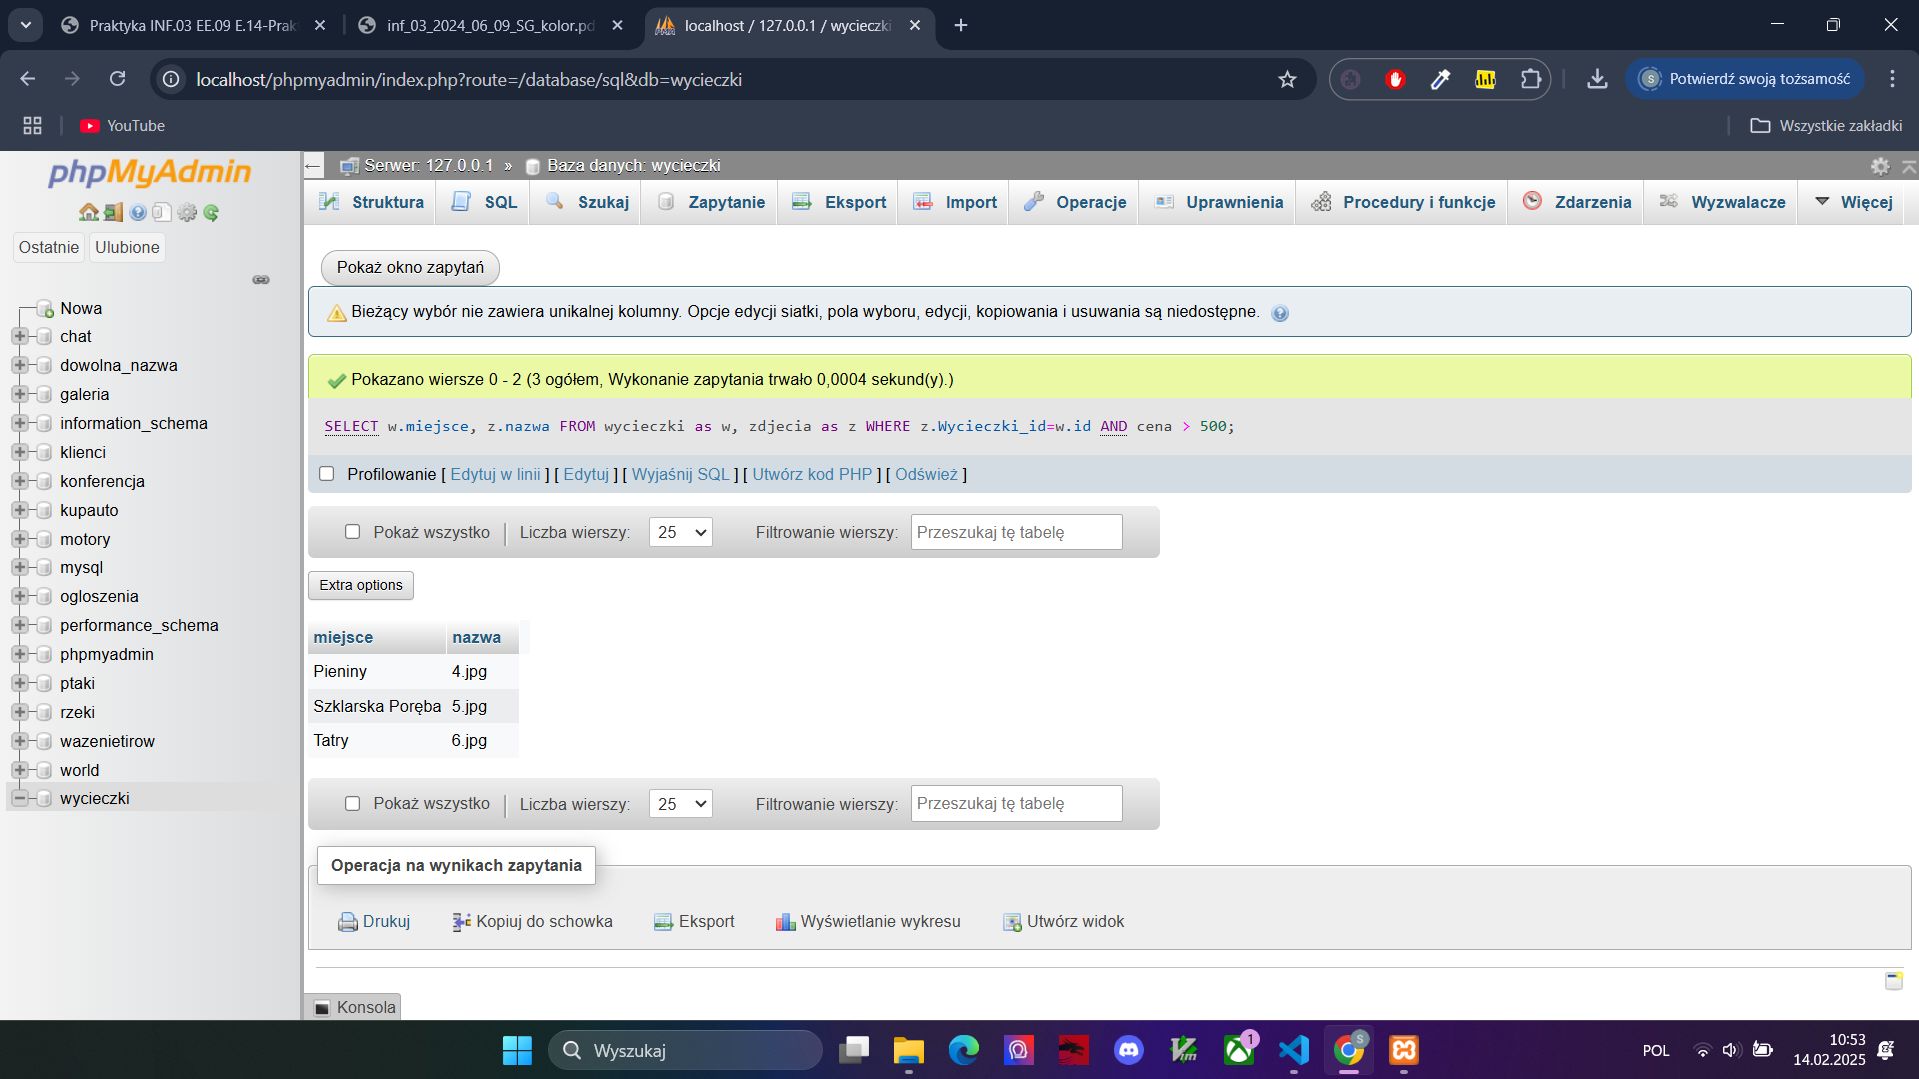 Praktyka INF.03 EE.09 E.14-Prak
inf_03_2024_06_09_SG_kolor.pd
localhost / 127.0.0.1 / wycieczki
localhost/phpmyadmin/index.php?route=/database/sql&db=wycieczki
S
Potwierdź swoją tożsamość
YouTube
Wszystkie zakładki
phpMyAdmin
Ostatnie
Ulubione
Nowa
chat
dowolna_nazwa
galeria
information_schema
klienci
konferencja
kupauto
motory
mysql
ogloszenia
performance_schema
phpmyadmin
ptaki
rzeki
wazenietirow
world
wycieczki
Serwer: 127.0.0.1 » Baza danych: wycieczki
Struktura
SQL
Szukaj
Zapytanie
Eksport
Import
Operacje
Uprawnienia
Procedury i funkcje
Zdarzenia
Wyzwalacze
Więcej
Pokaż okno zapytań
Bieżący wybór nie zawiera unikalnej kolumny. Opcje edycji siatki, pola wyboru, edycji, kopiowania i usuwania są niedostępne.
Pokazano wiersze 0 - 2 (3 ogółem, Wykonanie zapytania trwało 0,0004 sekund(y).)
SELECT w.miejsce, z.nazwa FROM wycieczki as w, zdjecia as z WHERE z.Wycieczki_id=w.id AND cena > 500;
Profilowanie [ Edytuj w linii ] [ Edytuj ] [ Wyjaśnij SQL ] [ Utwórz kod PHP ] [ Odśwież ]
Pokaż wszystko | Liczba wierszy: 25 Filtrowanie wierszy: Przeszukaj tę tabelę
Extra options
miejsce nazwa
Pieniny 4.jpg
Szklarska Poręba 5.jpg
Tatry 6.jpg
Pokaż wszystko | Liczba wierszy: 25 Filtrowanie wierszy: Przeszukaj tę tabelę
Operacja na wynikach zapytania
Drukuj
Kopiuj do schowka
Eksport
Wyświetlanie wykresu
Utwórz widok
Konsola
Wyszukaj
1
S
POL
10:53
14.02.2025